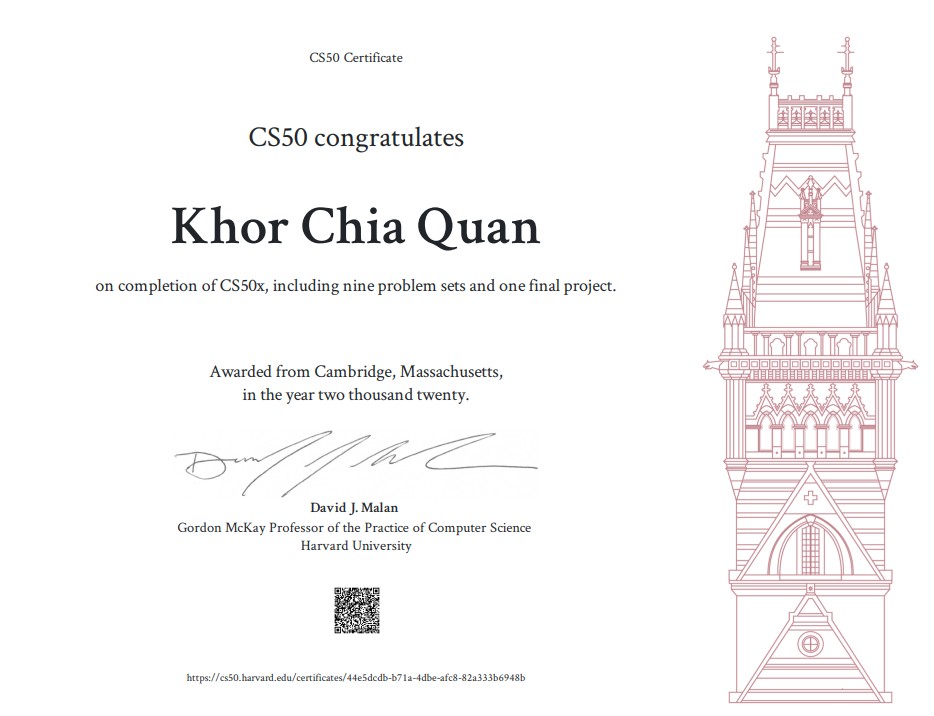 CS50 Certificate
CS50 congratulates
Khor Chia Quan
on completion of CS50x, including nine problem sets and one final project.
Awarded from Cambridge, Massachusetts,
in the year two thousand twenty.
David J. Malan
Gordon McKay Professor of the Practice of Computer Science
Harvard University
https://cs50.harvard.edu/certificates/44e5dcdb-b71a-4dbe-afc8-82a333b6948b